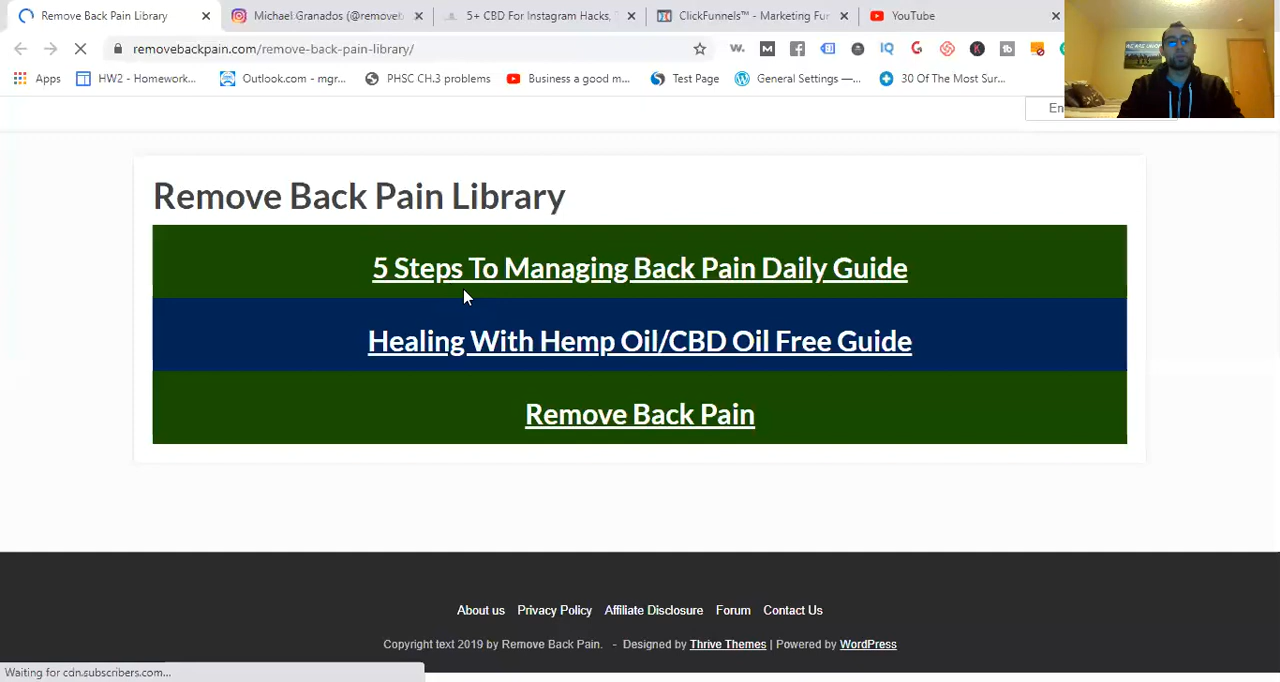 Remove Back Pain Library
Michael Granados (@removeb
5+ CBD For Instagram Hacks,
ClickFunnels™ - Marketing Fun
YouTube
removebackpain.com/remove-back-pain-library/
Apps
HW2 - Homework...
Outlook.com - mgr...
PHSC CH.3 problems
Business a good m...
Test Page
General Settings —...
30 Of The Most Sur...
En
Remove Back Pain Library
5 Steps To Managing Back Pain Daily Guide
Healing With Hemp Oil/CBD Oil Free Guide
Remove Back Pain
About us Privacy Policy Affiliate Disclosure Forum Contact Us
Copyright text 2019 by Remove Back Pain. - Designed by Thrive Themes | Powered by WordPress
Waiting for cdn.subscribers.com...